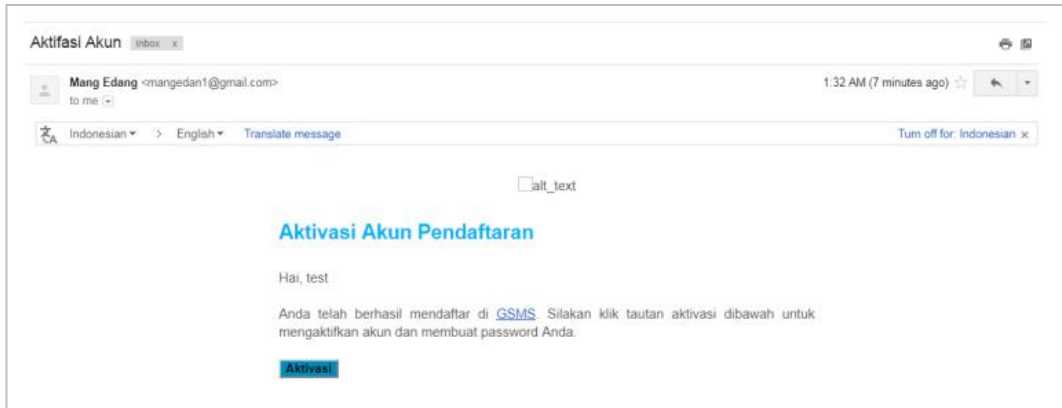 Aktifasi Akun Inbox x
Mang Edang <mangedan1@gmail.com> 1:32 AM (7 minutes ago)
to me
Indonesian > English Translate message Turn off for: Indonesian x
alt_text
Aktivasi Akun Pendaftaran
Hai, test
Anda telah berhasil mendaftar di GSMS. Silakan klik tautan aktivasi dibawah untuk
mengaktifkan akun dan membuat password Anda.
Aktivasi